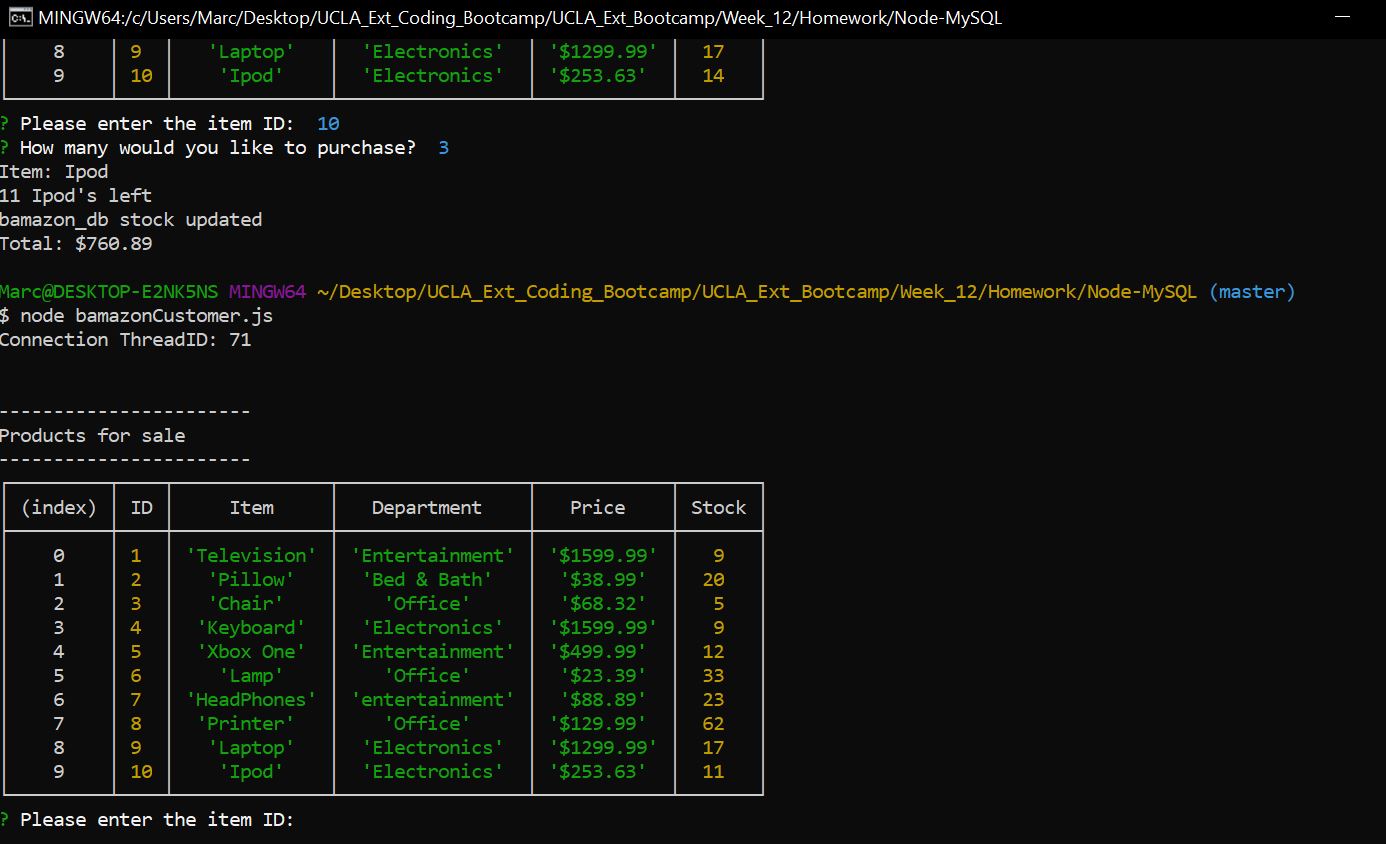 MINGW64:/c/Users/Marc/Desktop/UCLA_Ext_Coding_Bootcamp/UCLA_Ext_Bootcamp/Week_12/Homework/Node-MySQL
8 9 'Laptop' 'Electronics' '$1299.99' 17
9 10 'Ipod' 'Electronics' '$253.63' 14
? Please enter the item ID: 10
? How many would you like to purchase? 3
Item: Ipod
11 Ipod's left
bamazon_db stock updated
Total: $760.89
Marc@DESKTOP-E2NK5NS MINGW64 ~/Desktop/UCLA_Ext_Coding_Bootcamp/UCLA_Ext_Bootcamp/Week_12/Homework/Node-MySQL (master)
$ node bamazonCustomer.js
Connection ThreadID: 71
-----------------------
Products for sale
-----------------------
(index) ID Item Department Price Stock
0 1 'Television' 'Entertainment' '$1599.99' 9
1 2 'Pillow' 'Bed & Bath' '$38.99' 20
2 3 'Chair' 'Office' '$68.32' 5
3 4 'Keyboard' 'Electronics' '$1599.99' 9
4 5 'Xbox One' 'Entertainment' '$499.99' 12
5 6 'Lamp' 'Office' '$23.39' 33
6 7 'HeadPhones' 'entertainment' '$88.89' 23
7 8 'Printer' 'Office' '$129.99' 62
8 9 'Laptop' 'Electronics' '$1299.99' 17
9 10 'Ipod' 'Electronics' '$253.63' 11
? Please enter the item ID: